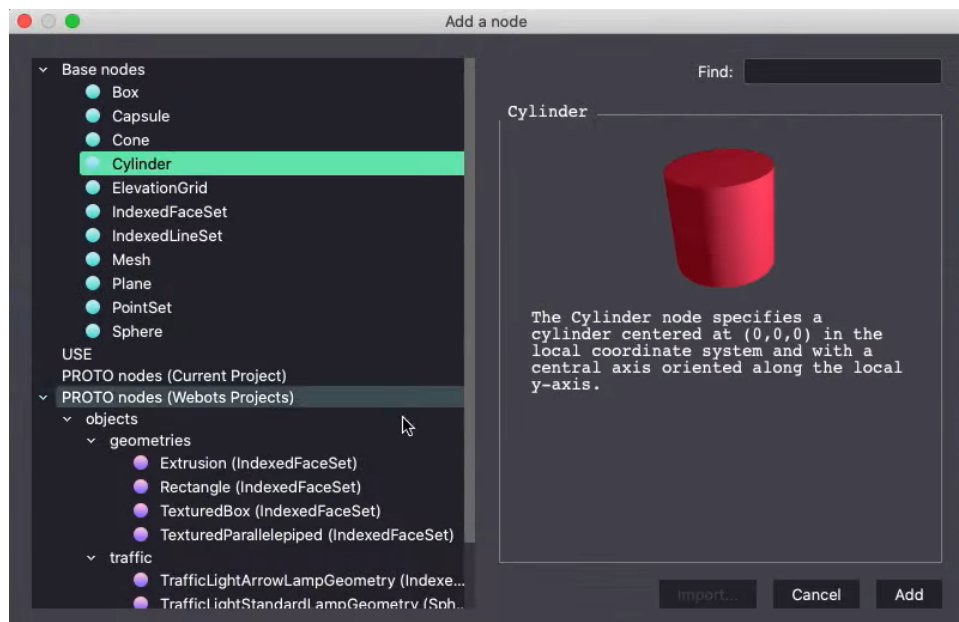 Add a node
Base nodes
Box
Capsule
Cone
Cylinder
ElevationGrid
IndexedFaceSet
IndexedLineSet
Mesh
Plane
PointSet
Sphere
USE
PROTO nodes (Current Project)
PROTO nodes (Webots Projects)
objects
geometries
Extrusion (IndexedFaceSet)
Rectangle (IndexedFaceSet)
TexturedBox (IndexedFaceSet)
TexturedParallelepiped (IndexedFaceSet)
traffic
TrafficLightArrowLampGeometry (Indexe...
TrafficLightStandardLampGeometry (Sph...
Find:
Cylinder
The Cylinder node specifies a
cylinder centered at (0,0,0) in the
local coordinate system and with a
central axis oriented along the local
y-axis.
Import...
Cancel
Add